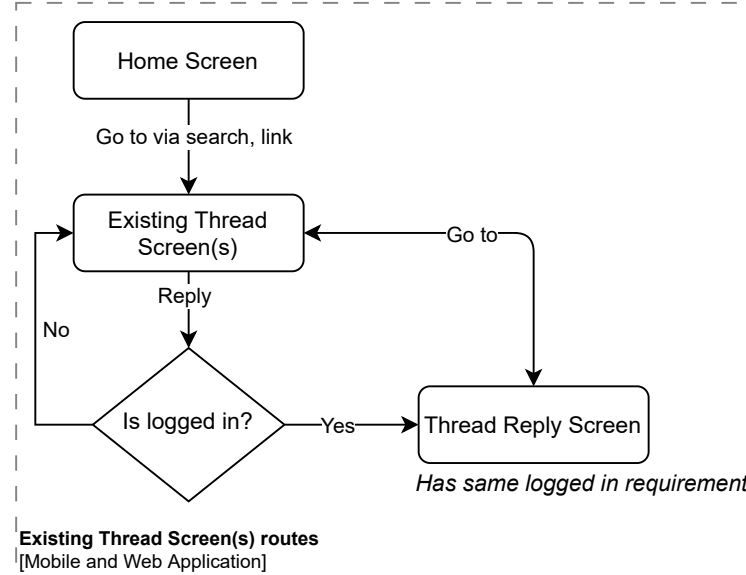 Home Screen
Go to via search, link
Existing Thread
Screen(s)
Go to
Reply
No
Is logged in?
Yes
Thread Reply Screen
Has same logged in requirement
Existing Thread Screen(s) routes
[Mobile and Web Application]